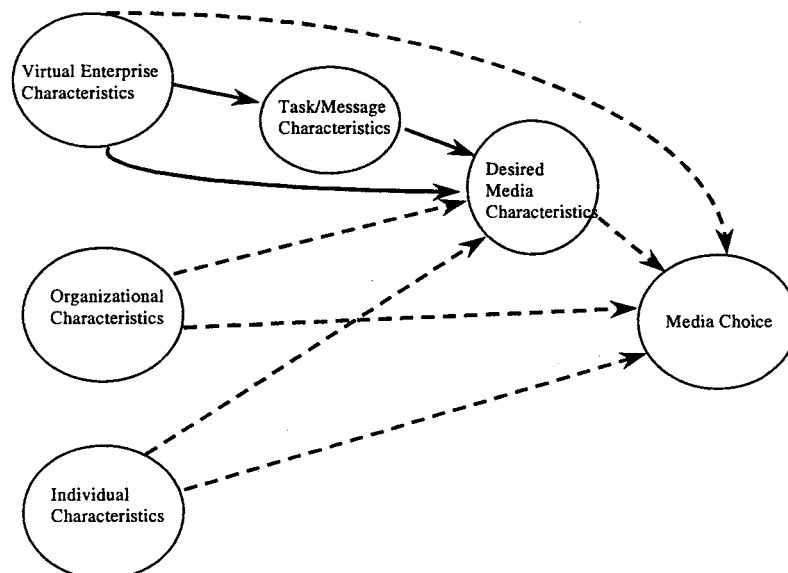 Virtual Enterprise
Characteristics
Task/Message
Characteristics
Desired
Media
Characteristics
Organizational
Characteristics
Media Choice
Individual
Characteristics